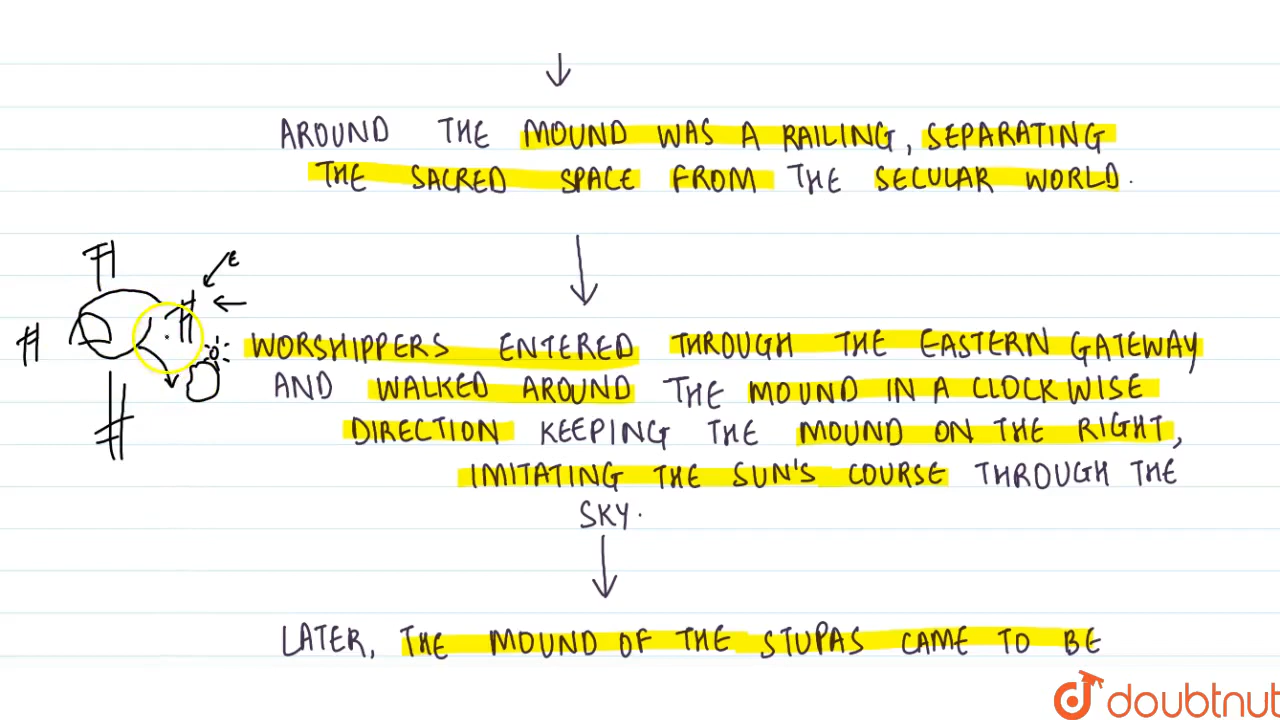 AROUND THE MOUND WAS A RAILING, SEPARATING
THE SACRED SPACE FROM THE SECULAR WORLD.
E
WORSHIPPERS ENTERED THROUGH THE EASTERN GATEWAY
AND WALKED AROUND THE MOUND IN A CLOCKWISE
DIRECTION KEEPING THE MOUND ON THE RIGHT,
IMITATING THE SUN'S COURSE THROUGH THE
SKY.
LATER, THE MOUND OF THE STUPAS CAME TO BE
doubtnut